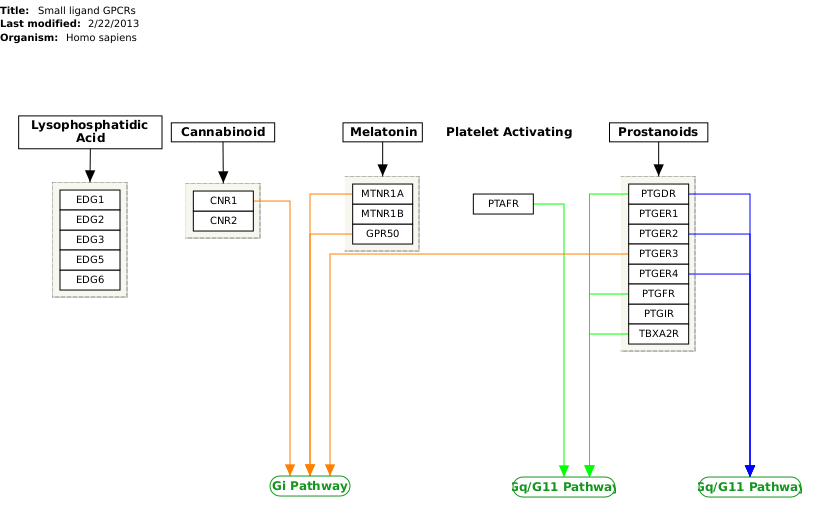 Title: Small ligand GPCRs
Last modified: 2/22/2013
Organism: Homo sapiens
Lysophosphatidic
Acid
Cannabinoid
Melatonin
Platelet Activating
Prostanoids
EDG1
EDG2
EDG3
EDG5
EDG6
CNR1
CNR2
MTNR1A
MTNR1B
GPR50
PTAFR
PTGDR
PTGER1
PTGER2
PTGER3
PTGER4
PTGFR
PTGIR
TBXA2R
Gi Pathway
Gq/G11 Pathway
Gq/G11 Pathway